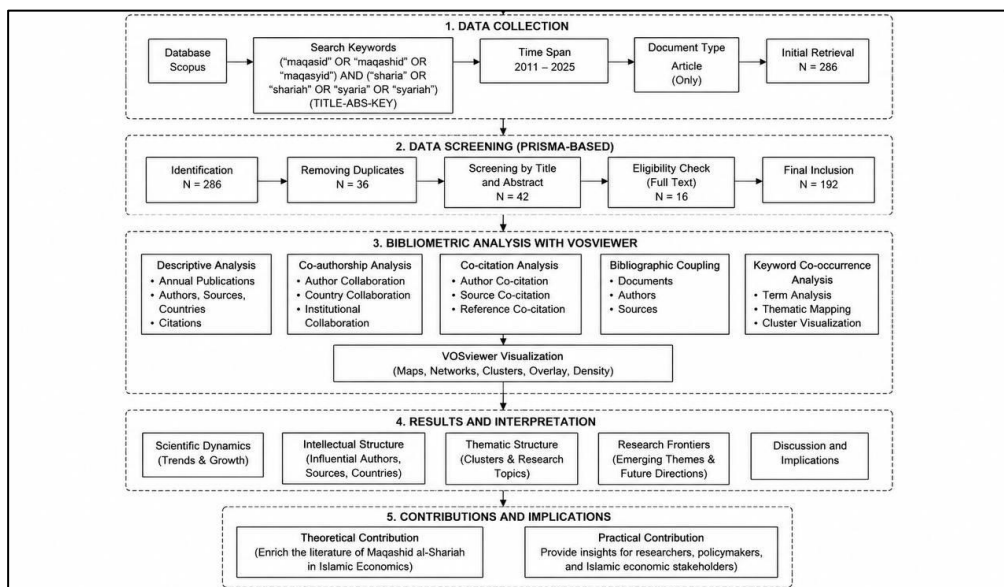 1. DATA COLLECTION
Database
Scopus
Search Keywords
(“maqasid” OR “maqashid” OR
“maqasyid”) AND (“sharia” OR
“shariah” OR “syaria” OR “syariah”)
(TITLE-ABS-KEY)
Time Span
2011 – 2025
Document Type
Article
(Only)
Initial Retrieval
N = 286
2. DATA SCREENING (PRISMA-BASED)
Identification
N = 286
Removing Duplicates
N = 36
Screening by Title
and Abstract
N = 42
Eligibility Check
(Full Text)
N = 16
Final Inclusion
N = 192
3. BIBLIOMETRIC ANALYSIS WITH VOSVIEWER
Descriptive Analysis
• Annual Publications
• Authors, Sources,
Countries
• Citations
Co-authorship Analysis
• Author Collaboration
• Country Collaboration
• Institutional
Collaboration
Co-citation Analysis
• Author Co-citation
• Source Co-citation
• Reference Co-citation
Bibliographic Coupling
• Documents
• Authors
• Sources
Keyword Co-occurrence
Analysis
• Term Analysis
• Thematic Mapping
• Cluster Visualization
VOSviewer Visualization
(Maps, Networks, Clusters, Overlay, Density)
4. RESULTS AND INTERPRETATION
Scientific Dynamics
(Trends & Growth)
Intellectual Structure
(Influential Authors,
Sources, Countries)
Thematic Structure
(Clusters & Research
Topics)
Research Frontiers
(Emerging Themes &
Future Directions)
Discussion and
Implications
5. CONTRIBUTIONS AND IMPLICATIONS
Theoretical Contribution
(Enrich the literature of Maqashid al-Shariah
in Islamic Economics)
Practical Contribution
Provide insights for researchers, policymakers,
and Islamic economic stakeholders)